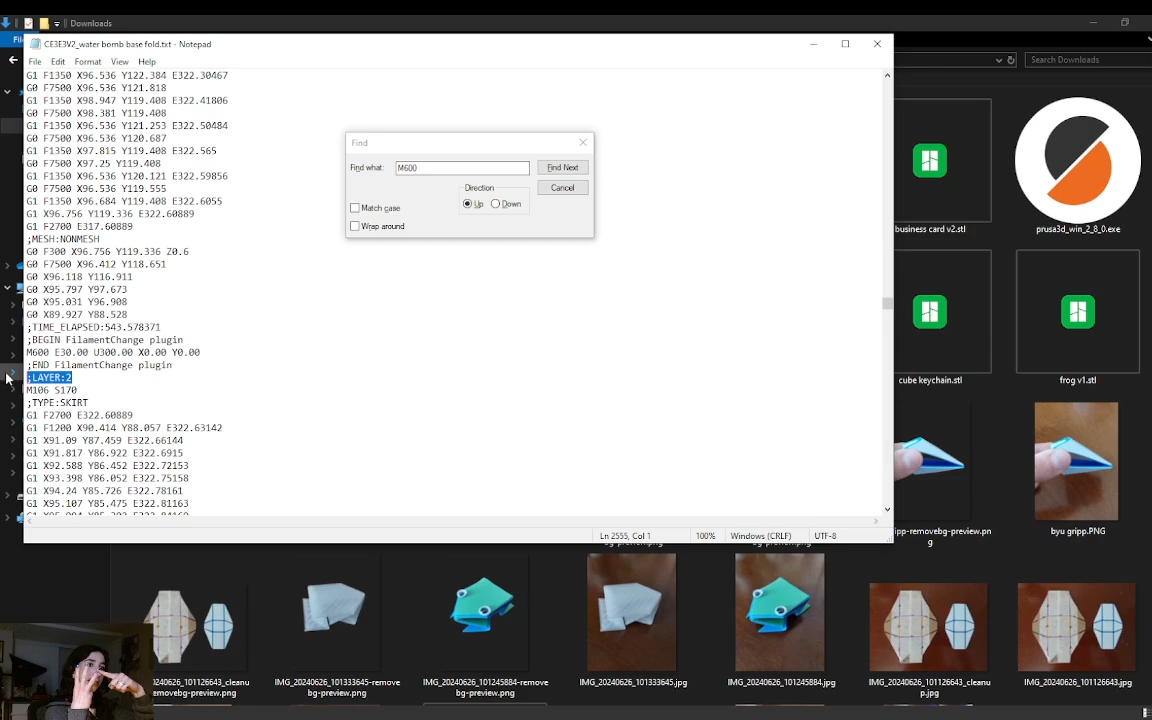 Downloads
CE3E3V2_water bomb base fold.txt - Notepad
File Edit Format View Help
Search Downloads
G1 F1350 X96.536 Y122.384 E322.30467
G0 F7500 X96.536 Y121.818
G1 F1350 X98.947 Y119.408 E322.41806
G0 F7500 X98.381 Y119.408
G1 F1350 X96.536 Y121.253 E322.50484
G0 F7500 X96.536 Y120.687
G1 F1350 X97.815 Y119.408 E322.565
G0 F7500 X97.25 Y119.408
G1 F1350 X96.536 Y120.121 E322.59856
G0 F7500 X96.536 Y119.555
G1 F1350 X96.684 Y119.408 E322.6055
G1 X96.756 Y119.336 E322.60889
G1 F2700 E317.60889
;MESH:NONMESH
G0 F300 X96.756 Y119.336 Z0.6
G0 F7500 X96.412 Y118.651
G0 X96.118 Y116.911
G0 X95.797 Y97.673
G0 X95.031 Y96.908
G0 X89.927 Y88.528
;TIME_ELAPSED:543.578371
;BEGIN FilamentChange plugin
M600 E30.00 U300.00 X0.00 Y0.00
;END FilamentChange plugin
;LAYER:2
M106 S170
;TYPE:SKIRT
G1 F2700 E322.60889
G1 F1200 X90.414 Y88.057 E322.63142
G1 X91.09 Y87.459 E322.66144
G1 X91.817 Y86.922 E322.6915
G1 X92.588 Y86.452 E322.72153
G1 X93.398 Y86.052 E322.75158
G1 X94.24 Y85.726 E322.78161
G1 X95.107 Y85.475 E322.81163
Find
Find what: M600 Find Next
Direction Cancel
Up Down
Match case
Wrap around
Ln 2555, Col 1 100% Windows (CRLF) UTF-8
business card v2.stl
prusa3d_win_2_8_0.exe
cube keychain.stl
frog v1.stl
ipp-removebg-preview.pn
g
byu gripp.PNG
20240626_101126643_cleanu
removebg-preview.png
IMG_20240626_101333645-remove
bg-preview.png
IMG_20240626_101245884-remove
bg-preview.png
IMG_20240626_101333645.jpg
IMG_20240626_101245884.jpg
IMG_20240626_101126643_cleanu
p.jpg
IMG_20240626_101126643.jpg